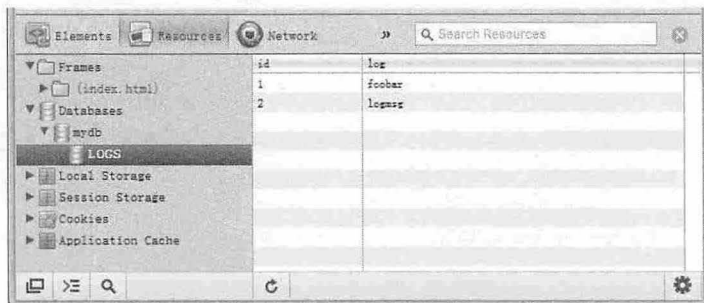 Elements Resources Network » Search Resources
Frames
(index.html)
Databases
mydb
LOGS
Local Storage
Session Storage
Cookies
Application Cache
id log
1 foobar
2 logmsg